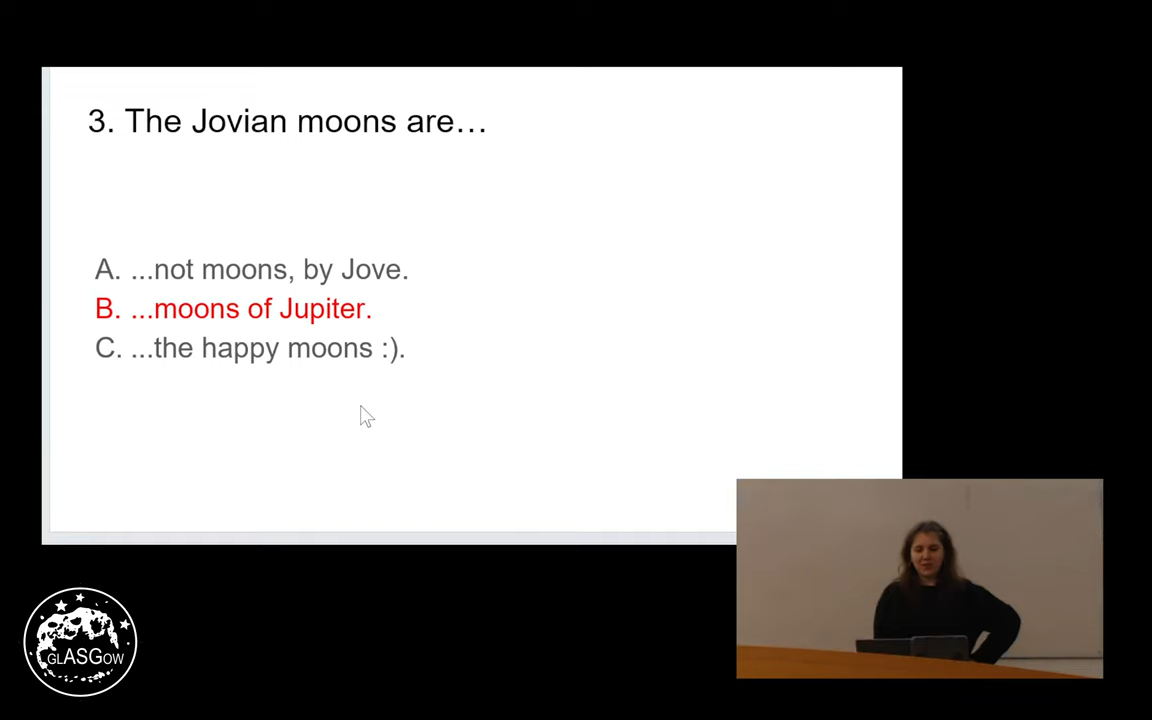 3. The Jovian moons are…
A. ...not moons, by Jove.
B. ...moons of Jupiter.
C. ...the happy moons :).
GLASGOW